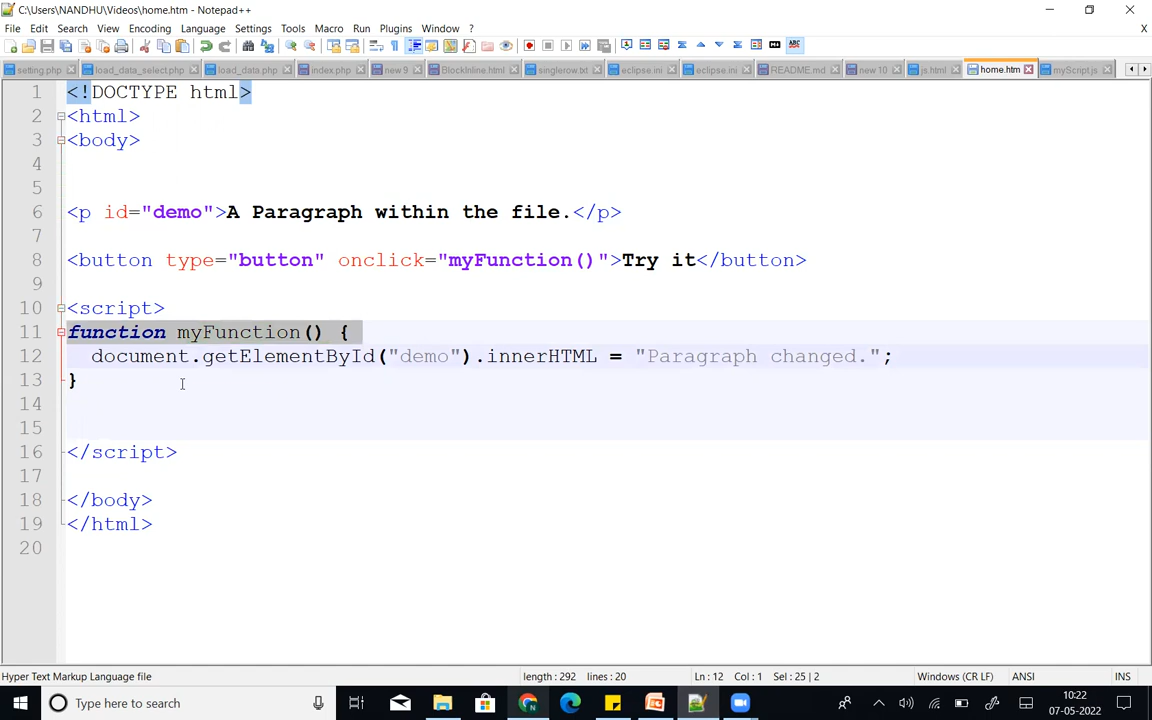 C:\Users\NANDHU\Videos\home.htm - Notepad++
File Edit Search View Encoding Language Settings Tools Macro Run Plugins Window ? X
setting.php load_data_select.php load_data.php index.php new 9 BlockInline.html singlerow.txt eclipse.ini eclipse.ini README.md new 10 js.html home.htm myScript.js
1 <!DOCTYPE html>
2 <html>
3 <body>
4
5
6 <p id="demo">A Paragraph within the file.</p>
7
8 <button type="button" onclick="myFunction()">Try it</button>
9
10 <script>
11 function myFunction() {
12 document.getElementById("demo").innerHTML = "Paragraph changed.";
13 }
14
15
16 </script>
17
18 </body>
19 </html>
20
Hyper Text Markup Language file length : 292 lines : 20 Ln : 12 Col : 1 Sel : 25 | 2 Windows (CR LF) ANSI INS
Type here to search
10:22
07-05-2022